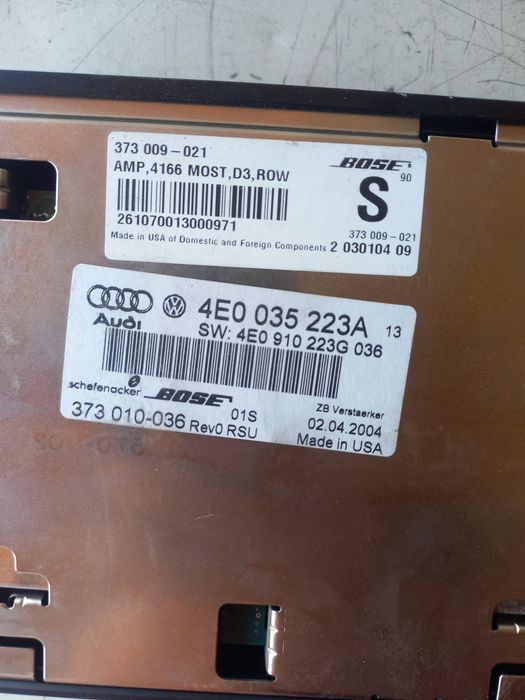 373 009-021
BOSE
AMP,4166 MOST,D3,ROW
90
S
261070013000971
373 009-021
Made in USA of Domestic and Foreign Components 2 030104 09
Audi
4E0 035 223A 13
SW: 4E0 910 223G 036
schefenacker
BOSE
01S
ZB Verstaerker
373 010-036 Rev0 RSU
02.04.2004
Made in USA